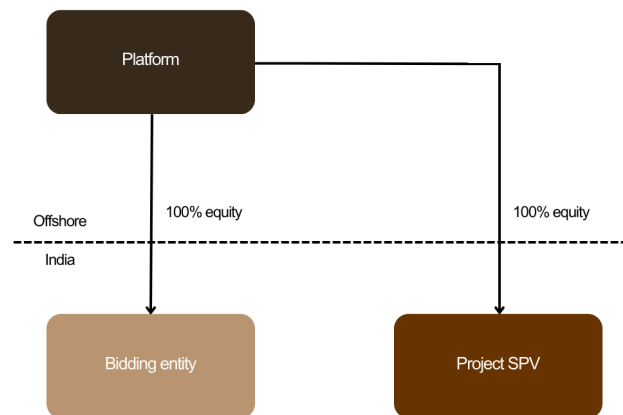 Platform
100% equity
100% equity
Offshore
India
Bidding entity
Project SPV